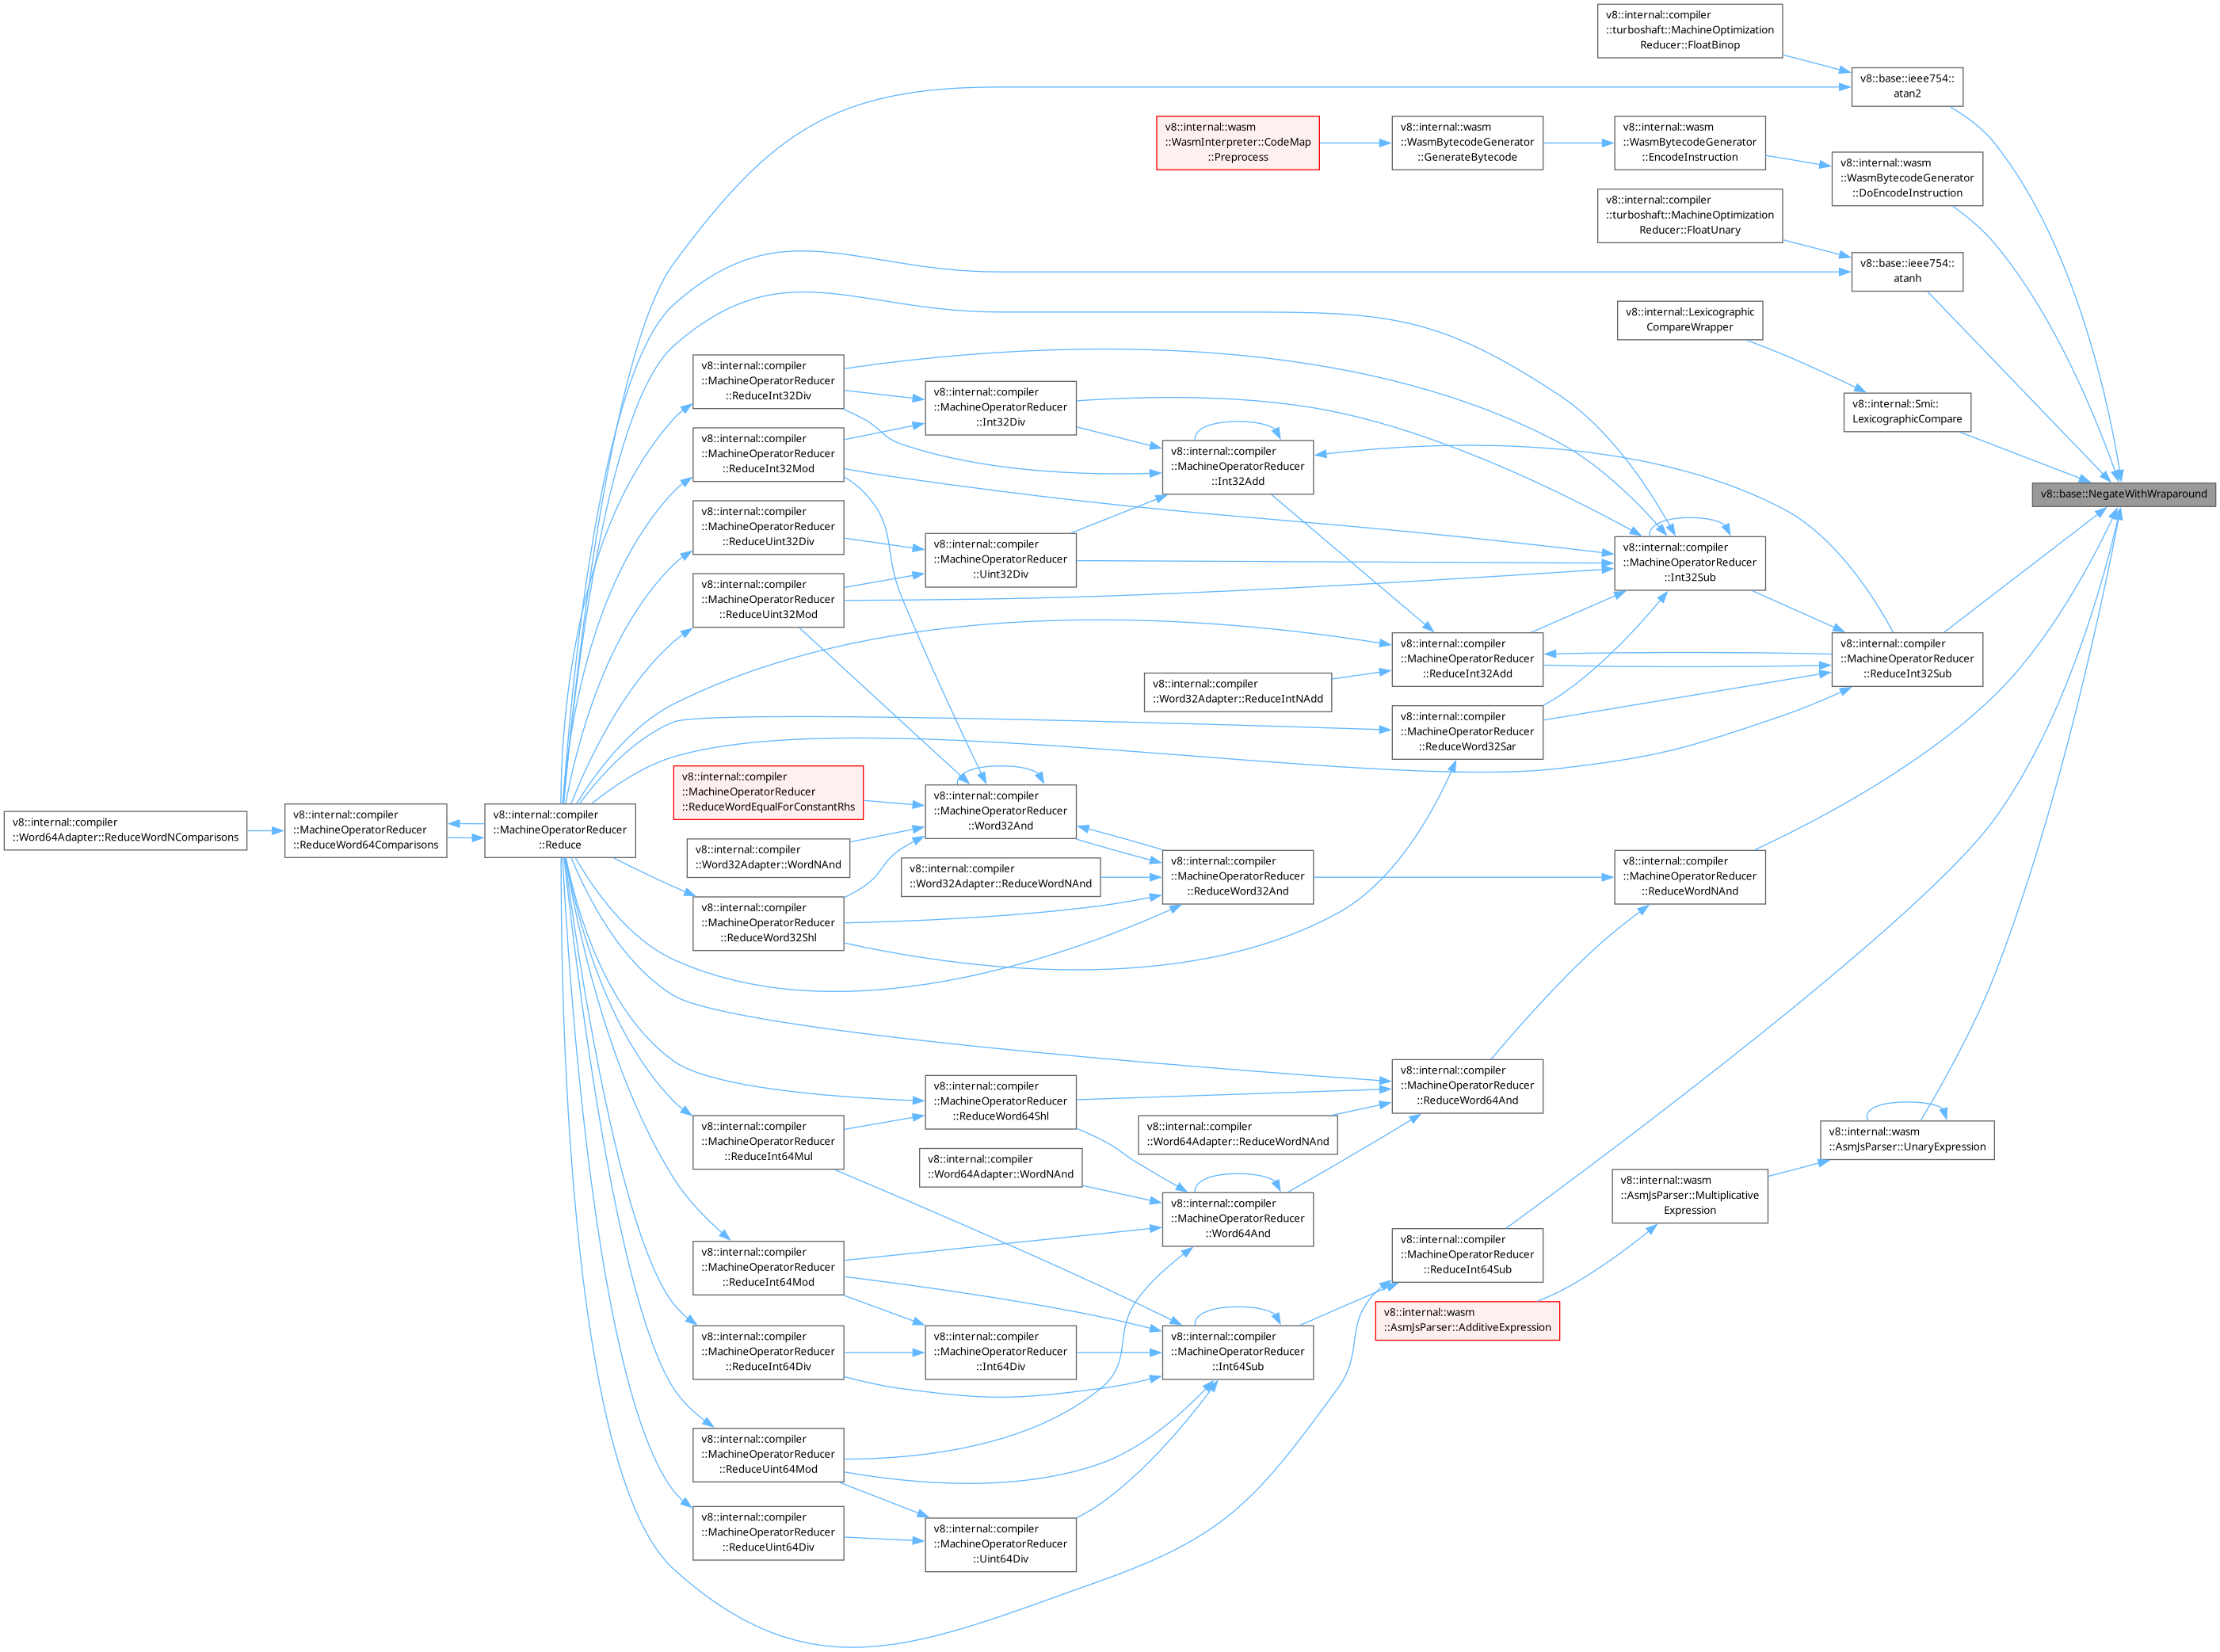 v8::internal::compiler
::turboshaft::MachineOptimization
Reducer::FloatBinop
v8::base::ieee754::
atan2
v8::internal::wasm
::WasmInterpreter::CodeMap
::Preprocess
v8::internal::wasm
::WasmBytecodeGenerator
::GenerateBytecode
v8::internal::wasm
::WasmBytecodeGenerator
::EncodeInstruction
v8::internal::wasm
::WasmBytecodeGenerator
::DoEncodeInstruction
v8::internal::compiler
::turboshaft::MachineOptimization
Reducer::FloatUnary
v8::base::ieee754::
atanh
v8::internal::Lexicographic
CompareWrapper
v8::internal::compiler
::MachineOperatorReducer
::ReduceInt32Div
v8::internal::compiler
::MachineOperatorReducer
::Int32Div
v8::internal::Smi::
LexicographicCompare
v8::internal::compiler
::MachineOperatorReducer
::ReduceInt32Mod
v8::internal::compiler
::MachineOperatorReducer
::Int32Add
v8::base::NegateWithWraparound
v8::internal::compiler
::MachineOperatorReducer
::ReduceUint32Div
v8::internal::compiler
::MachineOperatorReducer
::Uint32Div
v8::internal::compiler
::MachineOperatorReducer
::Int32Sub
v8::internal::compiler
::MachineOperatorReducer
::ReduceUint32Mod
v8::internal::compiler
::MachineOperatorReducer
::ReduceInt32Add
v8::internal::compiler
::MachineOperatorReducer
::ReduceInt32Sub
v8::internal::compiler
::Word32Adapter::ReduceIntNAdd
v8::internal::compiler
::MachineOperatorReducer
::ReduceWord32Sar
v8::internal::compiler
::MachineOperatorReducer
::ReduceWordEqualForConstantRhs
v8::internal::compiler
::MachineOperatorReducer
::Word32And
v8::internal::compiler
::Word64Adapter::ReduceWordNComparisons
v8::internal::compiler
::MachineOperatorReducer
::ReduceWord64Comparisons
v8::internal::compiler
::MachineOperatorReducer
::Reduce
v8::internal::compiler
::Word32Adapter::WordNAnd
v8::internal::compiler
::Word32Adapter::ReduceWordNAnd
v8::internal::compiler
::MachineOperatorReducer
::ReduceWord32And
v8::internal::compiler
::MachineOperatorReducer
::ReduceWordNAnd
v8::internal::compiler
::MachineOperatorReducer
::ReduceWord32Shl
v8::internal::compiler
::MachineOperatorReducer
::ReduceWord64And
v8::internal::compiler
::MachineOperatorReducer
::ReduceWord64Shl
v8::internal::compiler
::MachineOperatorReducer
::ReduceInt64Mul
v8::internal::compiler
::Word64Adapter::ReduceWordNAnd
v8::internal::wasm
::AsmJsParser::UnaryExpression
v8::internal::compiler
::Word64Adapter::WordNAnd
v8::internal::wasm
::AsmJsParser::Multiplicative
Expression
v8::internal::compiler
::MachineOperatorReducer
::Word64And
v8::internal::compiler
::MachineOperatorReducer
::ReduceInt64Sub
v8::internal::compiler
::MachineOperatorReducer
::ReduceInt64Mod
v8::internal::wasm
::AsmJsParser::AdditiveExpression
v8::internal::compiler
::MachineOperatorReducer
::ReduceInt64Div
v8::internal::compiler
::MachineOperatorReducer
::Int64Div
v8::internal::compiler
::MachineOperatorReducer
::Int64Sub
v8::internal::compiler
::MachineOperatorReducer
::ReduceUint64Mod
v8::internal::compiler
::MachineOperatorReducer
::ReduceUint64Div
v8::internal::compiler
::MachineOperatorReducer
::Uint64Div